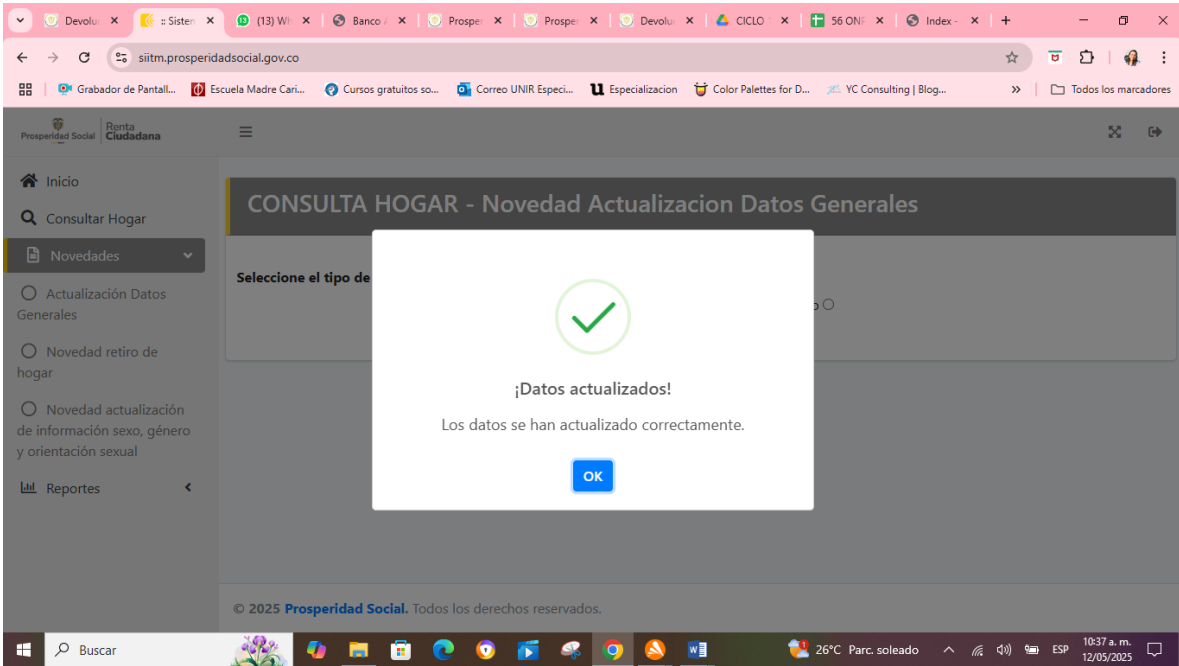 Devolu
:: Sisten
(13) Wh
Banco /
Prosper
Prosper
Devolu
CICLO
56 ONF
Index -
siitm.prosperidadsocial.gov.co
Grabador de Pantall...
Escuela Madre Cari...
Cursos gratuitos so...
Correo UNIR Especi...
Especializacion
Color Palettes for D...
YC Consulting | Blog...
»
Todos los marcadores
Prosperidad Social
Renta
Ciudadana
Inicio
Consultar Hogar
Novedades
Actualización Datos
Generales
Novedad retiro de
hogar
Novedad actualización
de información sexo, género
y orientación sexual
Reportes
CONSULTA HOGAR - Novedad Actualizacion Datos Generales
Seleccione el tipo de
¡Datos actualizados!
Los datos se han actualizado correctamente.
OK
© 2025 Prosperidad Social. Todos los derechos reservados.
Buscar
26°C Parc. soleado
ESP
10:37 a. m.
12/05/2025